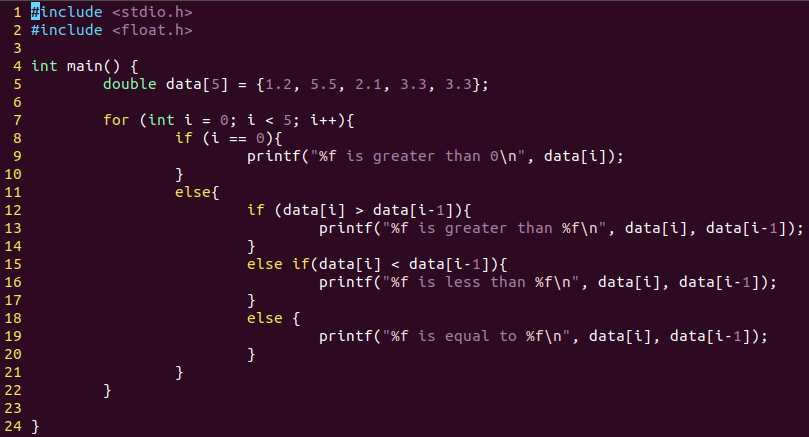 1 #include <stdio.h>
2 #include <float.h>
3
4 int main() {
5         double data[5] = {1.2, 5.5, 2.1, 3.3, 3.3};
6
7         for (int i = 0; i < 5; i++){
8                 if (i == 0){
9                         printf("%f is greater than 0\n", data[i]);
10                 }
11                 else{
12                         if (data[i] > data[i-1]){
13                                 printf("%f is greater than %f\n", data[i], data[i-1]);
14                         }
15                         else if(data[i] < data[i-1]){
16                                 printf("%f is less than %f\n", data[i], data[i-1]);
17                         }
18                         else {
19                                 printf("%f is equal to %f\n", data[i], data[i-1]);
20                         }
21                 }
22         }
23
24 }